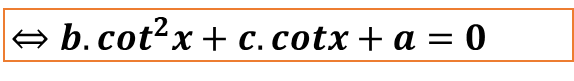 ⇔ b.cot²x + c.cotx + a = 0